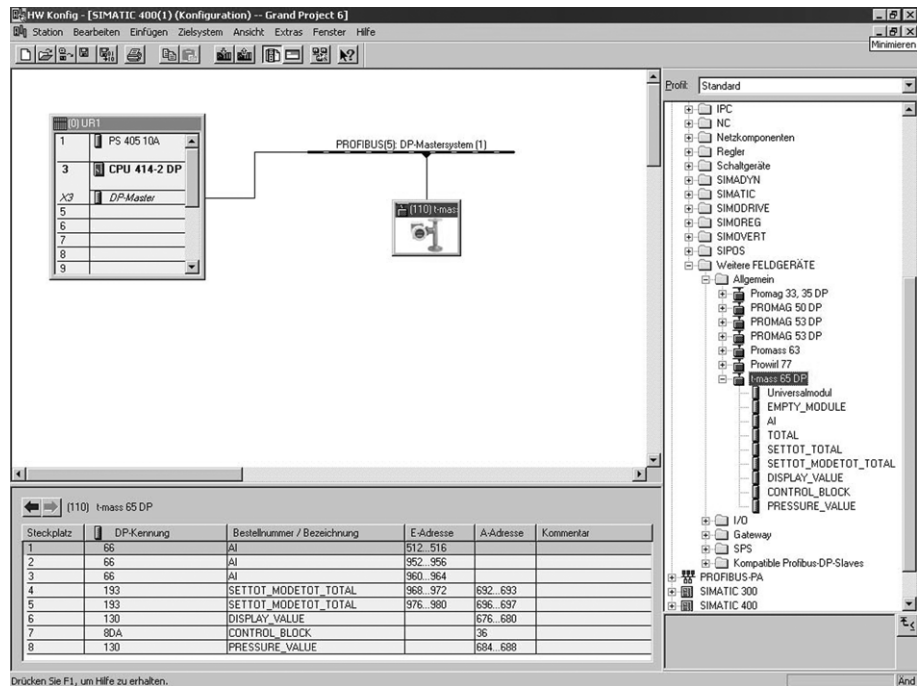 HW Konfig - [SIMATIC 400(1) (Konfiguration) -- Grand Project 6]
Station Bearbeiten Einfügen Zielsystem Ansicht Extras Fenster Hilfe
Minimieren
(0) UR1
1 PS 405 10A
3 CPU 414-2 DP
X3 DP-Master
5
6
7
8
9
PROFIBUS(5): DP-Mastersystem (1)
(110) t-mass
Profil: Standard
IPC
NC
Netzkomponenten
Regler
Schaltgeräte
SIMADYN
SIMATIC
SIMODRIVE
SIMOREG
SIMOVERT
SIPOS
Weitere FELDGERÄTE
Allgemein
Promag 33, 35 DP
PROMAG 50 DP
PROMAG 53 DP
PROMAG 53 DP
Promass 63
Prowirl 77
t-mass 65 DP
Universalmodul
EMPTY_MODULE
AI
TOTAL
SETTOT_TOTAL
SETTOT_MODETOT_TOTAL
DISPLAY_VALUE
CONTROL_BLOCK
PRESSURE_VALUE
I/O
Gateway
SPS
Kompatible Profibus-DP-Slaves
PROFIBUS-PA
SIMATIC 300
SIMATIC 400
(110) t-mass 65 DP
Steckplatz DP-Kennung Bestellnummer / Bezeichnung E-Adresse A-Adresse Kommentar
1 66 AI 512...516
2 66 AI 952...956
3 66 AI 960...964
4 193 SETTOT_MODETOT_TOTAL 968...972 692...693
5 193 SETTOT_MODETOT_TOTAL 976...980 696...697
6 130 DISPLAY_VALUE 676...680
7 8DA CONTROL_BLOCK 36
8 130 PRESSURE_VALUE 684...688
Drücken Sie F1, um Hilfe zu erhalten.
Änd